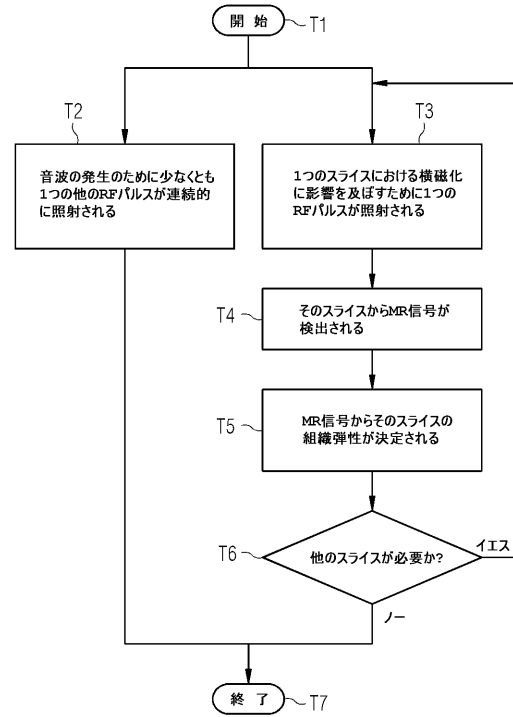 開 始
T1
T2
音波の発生のために少なくとも
1つの他のRFパルスが連続的
に照射される
T3
1つのスライスにおける横磁化
に影響を及ぼすために1つの
RFパルスが照射される
T4
そのスライスからMR信号が
検出される
T5
MR信号からそのスライスの
組織弾性が決定される
T6
他のスライスが必要か?
イエス
ノー
終 了
T7